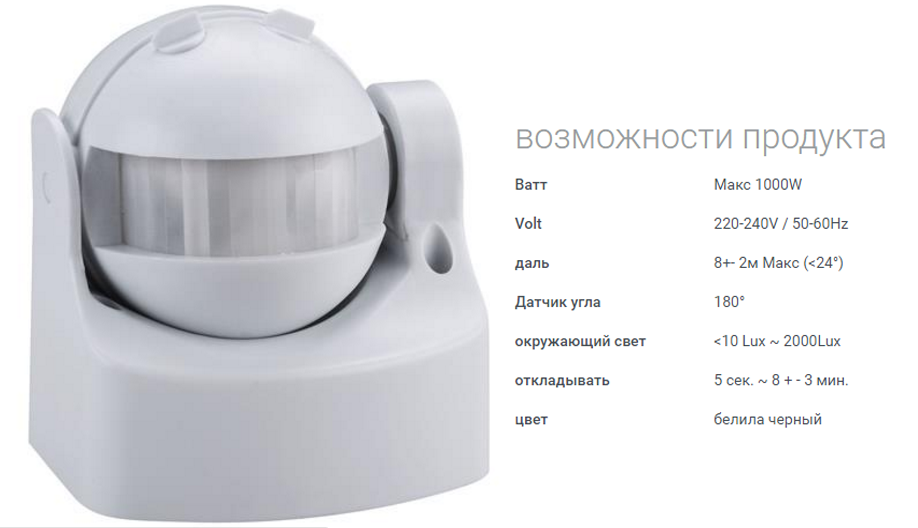 возможности продукта
Ватт Макс 1000W
Volt 220-240V / 50-60Hz
даль 8+- 2м Макс (<24°)
Датчик угла 180°
окружающий свет <10 Lux ~ 2000Lux
откладывать 5 сек. ~ 8 + - 3 мин.
цвет белила черный